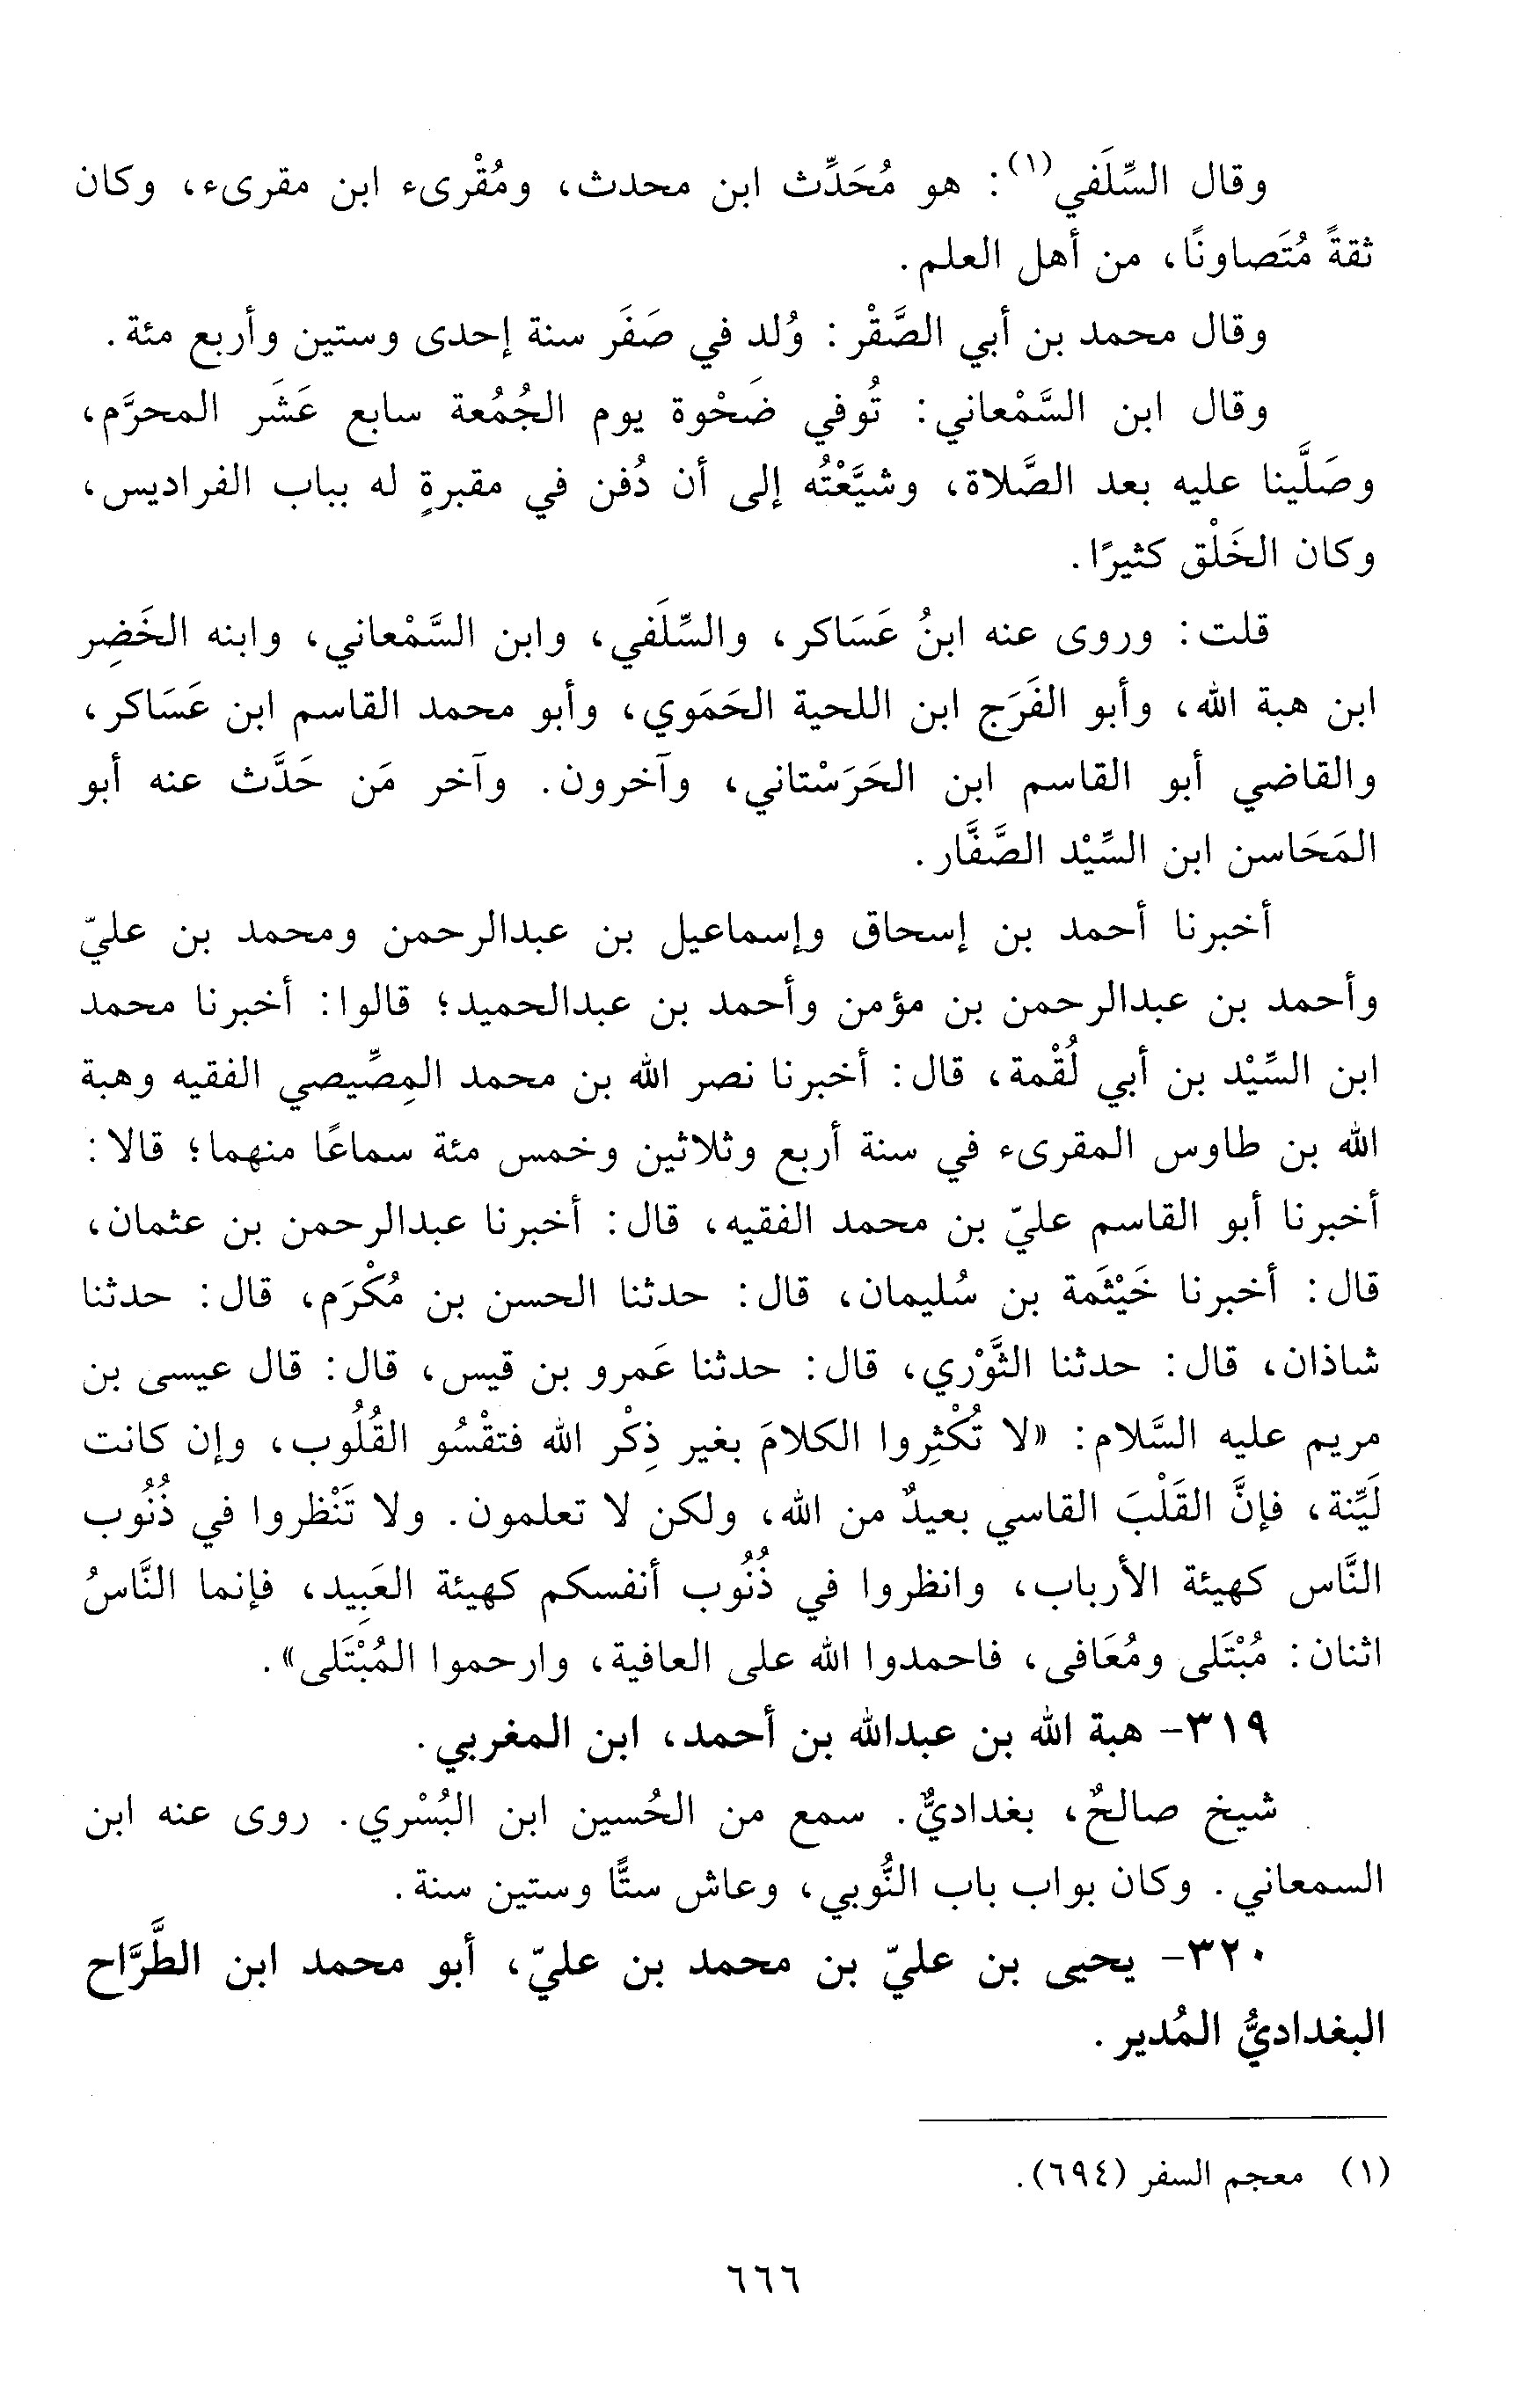 وقال السِّلَفي(١): هو مُحَدِّث ابن محدث، ومُقْرىء ابن مقرىء، وكان
ثقةً مُتَصاونًا، من أهل العلم.
وقال محمد بن أبي الصَّقْر: وُلد في صَفَر سنة إحدى وستين وأربع مئة.
وقال ابن السَّمْعاني: تُوفي ضَحْوة يوم الجُمُعة سابع عَشَر المحرَّم،
وصَلَّينا عليه بعد الصَّلاة، وشيَّعْتُه إلى أن دُفن في مقبرةٍ له بباب الفراديس،
وكان الخَلْق كثيرًا.
قلت: وروى عنه ابنُ عَسَاكر، والسِّلَفي، وابن السَّمْعاني، وابنه الخَضِر
ابن هبة الله، وأبو الفَرَج ابن اللحية الحَمَوي، وأبو محمد القاسم ابن عَسَاكر،
والقاضي أبو القاسم ابن الحَرَسْتاني، وآخرون. وآخر مَن حَدَّث عنه أبو
المَحَاسن ابن السِّيْد الصَّفَّار.
أخبرنا أحمد بن إسحاق وإسماعيل بن عبدالرحمن ومحمد بن عليّ
وأحمد بن عبدالرحمن بن مؤمن وأحمد بن عبدالحميد؛ قالوا: أخبرنا محمد
ابن السِّيْد بن أبي لُقْمة، قال: أخبرنا نصر الله بن محمد المِصِّيصي الفقيه وهبة
الله بن طاوس المقرىء في سنة أربع وثلاثين وخمس مئة سماعًا منهما؛ قالا:
أخبرنا أبو القاسم عليّ بن محمد الفقيه، قال: أخبرنا عبدالرحمن بن عثمان،
قال: أخبرنا خَيْثَمة بن سُليمان، قال: حدثنا الحسن بن مُكْرَم، قال: حدثنا
شاذان، قال: حدثنا الثَّوْري، قال: حدثنا عَمرو بن قيس، قال: قال عيسى بن
مريم عليه السَّلام: «لا تُكْثِروا الكلامَ بغير ذِكْر الله فتقْسُو القُلُوب، وإن كانت
لَيِّنة، فإنَّ القَلْبَ القاسي بعيدٌ من الله، ولكن لا تعلمون. ولا تَنْظروا في ذُنُوب
النَّاس كهيئة الأرباب، وانظروا في ذُنُوب أنفسكم كهيئة العَبِيد، فإنما النَّاسُ
اثنان: مُبْتَلى ومُعَافى، فاحمدوا الله على العافية، وارحموا المُبْتَلى».
٣١٩- هبة الله بن عبدالله بن أحمد، ابن المغربي.
شيخ صالحٌ، بغداديٌّ. سمع من الحُسين ابن البُسْري. روى عنه ابن
السمعاني. وكان بواب باب النُّوبي، وعاش ستًّا وستين سنة.
٣٢٠- يحيى بن عليّ بن محمد بن عليّ، أبو محمد ابن الطَّرَّاح
البغداديُّ المُدير.
(١) معجم السفر (٦٩٤).
٦٦٦